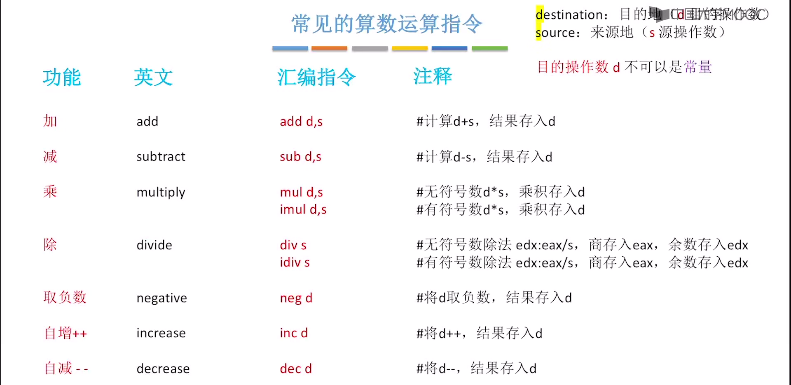 常见的算数运算指令
destination：目的地（d 目的操作数）
source：来源地（s 源操作数）
目的操作数 d 不可以是常量
功能 英文 汇编指令 注释
加 add add d,s #计算d+s，结果存入d
减 subtract sub d,s #计算d-s，结果存入d
乘 multiply mul d,s #无符号数d*s，乘积存入d
imul d,s #有符号数d*s，乘积存入d
除 divide div s #无符号数除法 edx:eax/s，商存入eax，余数存入edx
idiv s #有符号数除法 edx:eax/s，商存入eax，余数存入edx
取负数 negative neg d #将d取负数，结果存入d
自增++ increase inc d #将d++，结果存入d
自减 - - decrease dec d #将d--，结果存入d